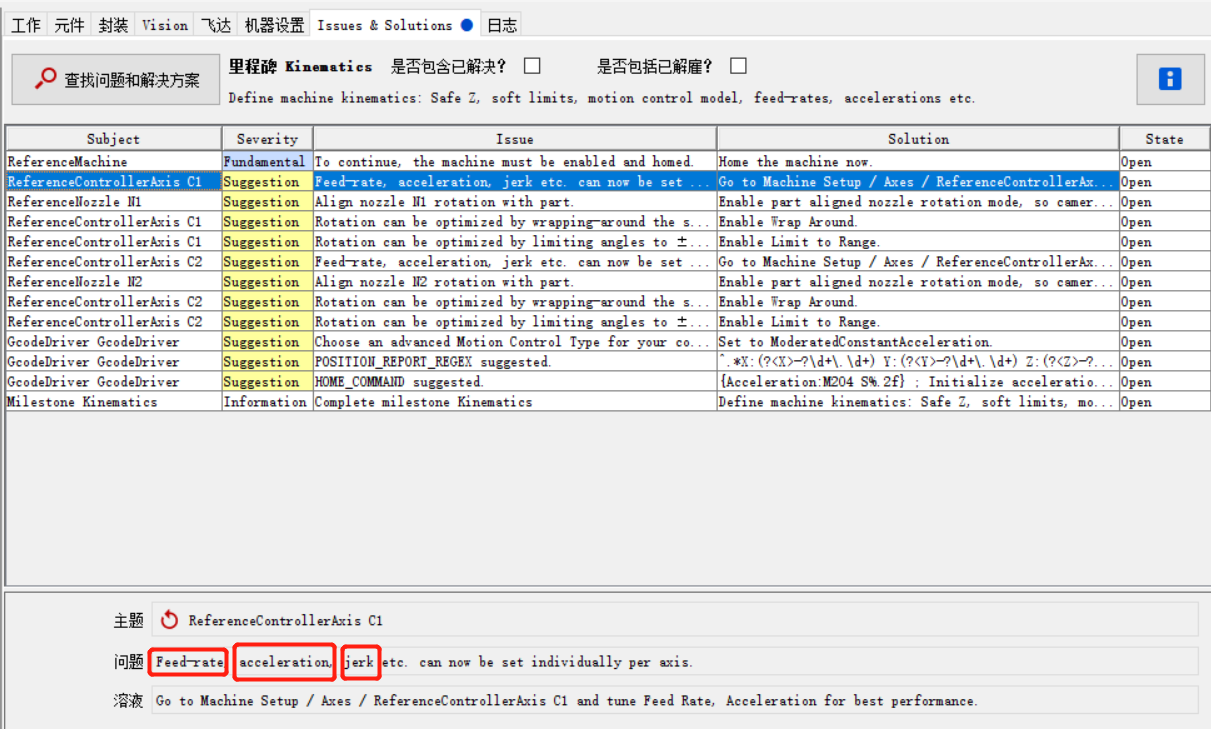 工作 元件 封装 Vision 飞达 机器设置 Issues & Solutions 日志
查找问题和解决方案
里程碑 Kinematics 是否包含已解决? 是否包括已解雇?
Define machine kinematics: Safe Z, soft limits, motion control model, feed-rates, accelerations etc.
Subject Severity Issue Solution State
ReferenceMachine Fundamental To continue, the machine must be enabled and homed. Home the machine now. Open
ReferenceControllerAxis C1 Suggestion Feed-rate, acceleration, jerk etc. can now be set ... Go to Machine Setup / Axes / ReferenceControllerAx... Open
ReferenceNozzle N1 Suggestion Align nozzle N1 rotation with part. Enable part aligned nozzle rotation mode, so camer... Open
ReferenceControllerAxis C1 Suggestion Rotation can be optimized by wrapping-around the s... Enable Wrap Around. Open
ReferenceControllerAxis C1 Suggestion Rotation can be optimized by limiting angles to ±... Enable Limit to Range. Open
ReferenceControllerAxis C2 Suggestion Feed-rate, acceleration, jerk etc. can now be set ... Go to Machine Setup / Axes / ReferenceControllerAx... Open
ReferenceNozzle N2 Suggestion Align nozzle N2 rotation with part. Enable part aligned nozzle rotation mode, so camer... Open
ReferenceControllerAxis C2 Suggestion Rotation can be optimized by wrapping-around the s... Enable Wrap Around. Open
ReferenceControllerAxis C2 Suggestion Rotation can be optimized by limiting angles to ±... Enable Limit to Range. Open
GcodeDriver GcodeDriver Suggestion Choose an advanced Motion Control Type for your co... Set to ModeratedConstantAcceleration. Open
GcodeDriver GcodeDriver Suggestion POSITION_REPORT_REGEX suggested. ^.*X:(?<X>-?\d+\.\d+) Y:(?<Y>-?\d+\.\d+) Z:(?<Z>-?... Open
GcodeDriver GcodeDriver Suggestion HOME_COMMAND suggested. {Acceleration:M204 S%.2f} ; Initialize acceleratio... Open
Milestone Kinematics Information Complete milestone Kinematics Define machine kinematics: Safe Z, soft limits, mo... Open
主题 ReferenceControllerAxis C1
问题 Feed-rate, acceleration, jerk etc. can now be set individually per axis.
溶液 Go to Machine Setup / Axes / ReferenceControllerAxis C1 and tune Feed Rate, Acceleration for best performance.